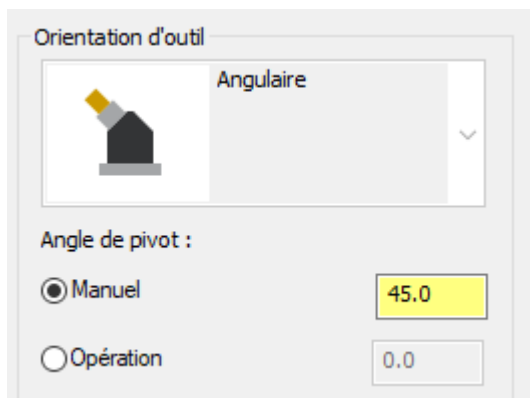 Orientation d'outil
Angulaire
Angle de pivot :
Manuel
45.0
Opération
0.0